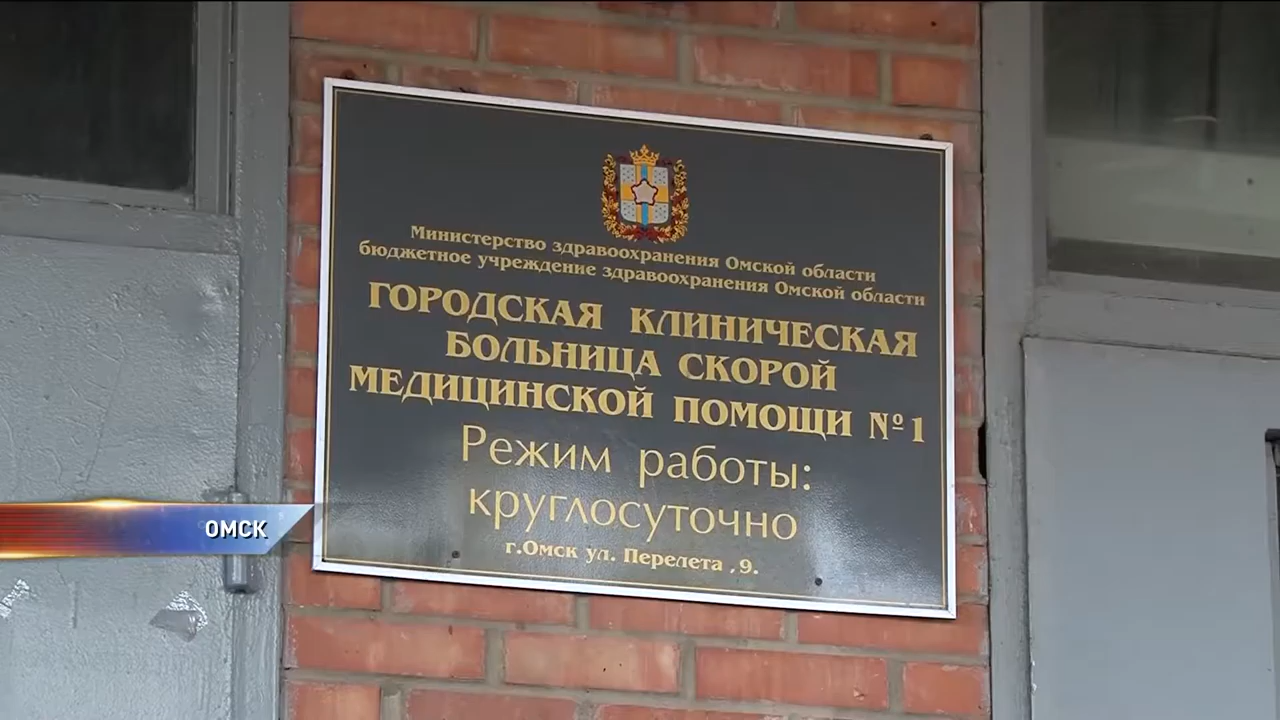 Министерство здравоохранения Омской области
бюджетное учреждение здравоохранения Омской области
ГОРОДСКАЯ КЛИНИЧЕСКАЯ
БОЛЬНИЦА СКОРОЙ
МЕДИЦИНСКОЙ ПОМОЩИ №1
Режим работы:
круглосуточно
г.Омск ул. Перелета ,9.
ОМСК